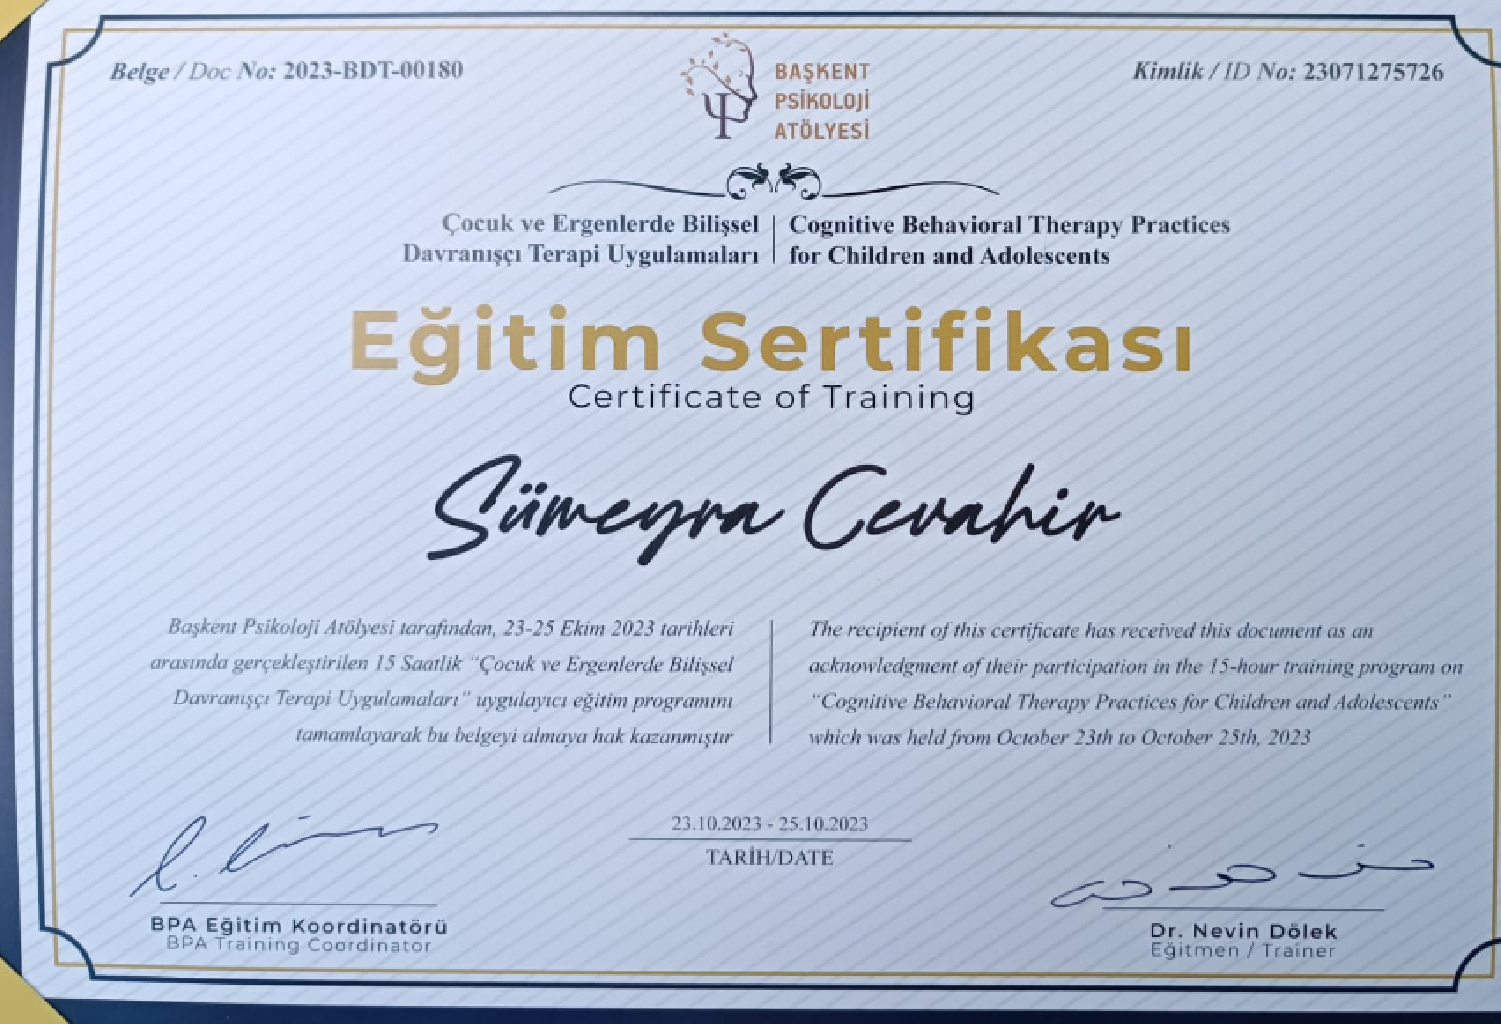 Belge / Doc No: 2023-BDT-00180
BAŞKENT
PSİKOLOJİ
ATÖLYESİ
Kimlik / ID No: 23071275726
Çocuk ve Ergenlerde Bilişsel
Davranışçı Terapi Uygulamaları
Cognitive Behavioral Therapy Practices
for Children and Adolescents
Eğitim Sertifikası
Certificate of Training
Sümeyra Cevahir
Başkent Psikoloji Atölyesi tarafından, 23-25 Ekim 2023 tarihleri
arasında gerçekleştirilen 15 Saatlik "Çocuk ve Ergenlerde Bilişsel
Davranışçı Terapi Uygulamaları" uygulayıcı eğitim programını
tamamlayarak bu belgeyi almaya hak kazanmıştır
The recipient of this certificate has received this document as an
acknowledgment of their participation in the 15-hour training program on
"Cognitive Behavioral Therapy Practices for Children and Adolescents"
which was held from October 23th to October 25th, 2023
23.10.2023 - 25.10.2023
TARİH/DATE
BPA Eğitim Koordinatörü
BPA Training Coordinator
Dr. Nevin Dölek
Eğitmen / Trainer